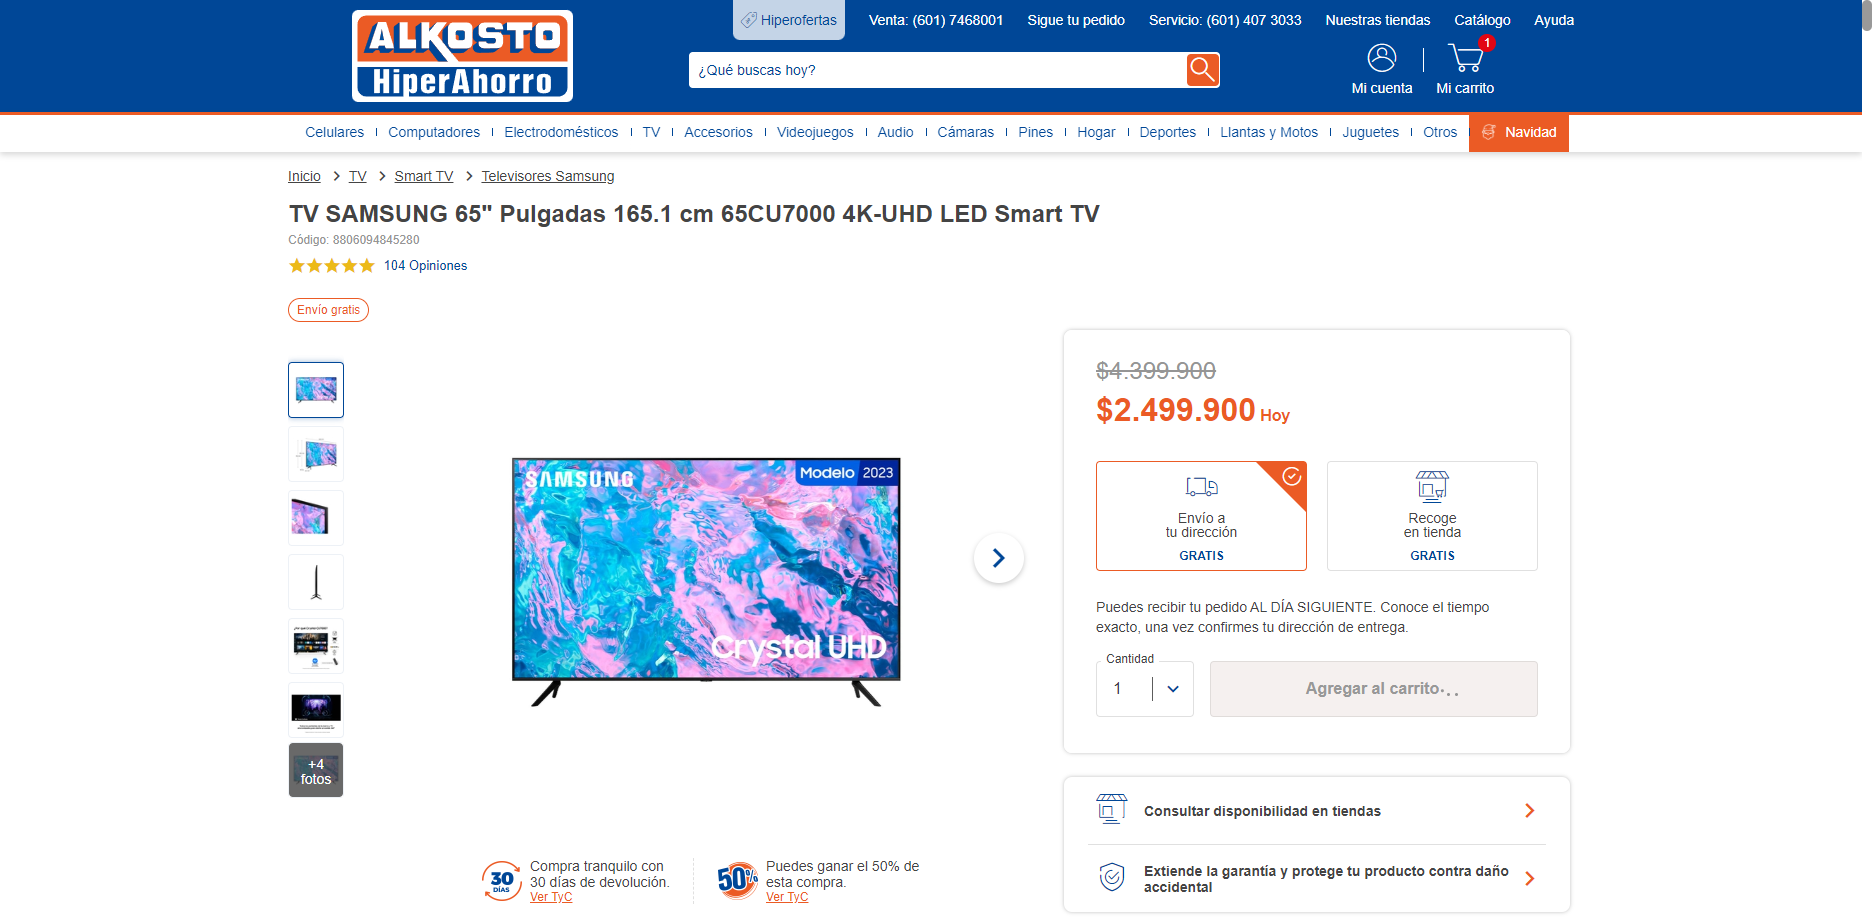 ALKOSTO
HiperAhorro
Hiperofertas
Venta: (601) 7468001
Sigue tu pedido
Servicio: (601) 407 3033
Nuestras tiendas
Catálogo
Ayuda
¿Qué buscas hoy?
1
Mi cuenta
Mi carrito
Celulares
Computadores
Electrodomésticos
TV
Accesorios
Videojuegos
Audio
Cámaras
Pines
Hogar
Deportes
Llantas y Motos
Juguetes
Otros
Navidad
Inicio > TV > Smart TV > Televisores Samsung
TV SAMSUNG 65" Pulgadas 165.1 cm 65CU7000 4K-UHD LED Smart TV
Código: 8806094845280
104 Opiniones
Envío gratis
+4
fotos
SAMSUNG
Modelo 2023
Crystal UHD
30
DÍAS
Compra tranquilo con
30 días de devolución.
Ver TyC
50%
Puedes ganar el 50% de
esta compra.
Ver TyC
$4.399.900
$2.499.900 Hoy
Envío a
tu dirección
GRATIS
Recoge
en tienda
GRATIS
Puedes recibir tu pedido AL DÍA SIGUIENTE. Conoce el tiempo
exacto, una vez confirmes tu dirección de entrega.
Cantidad
1
Agregar al carrito...
Consultar disponibilidad en tiendas
Extiende la garantía y protege tu producto contra daño
accidental